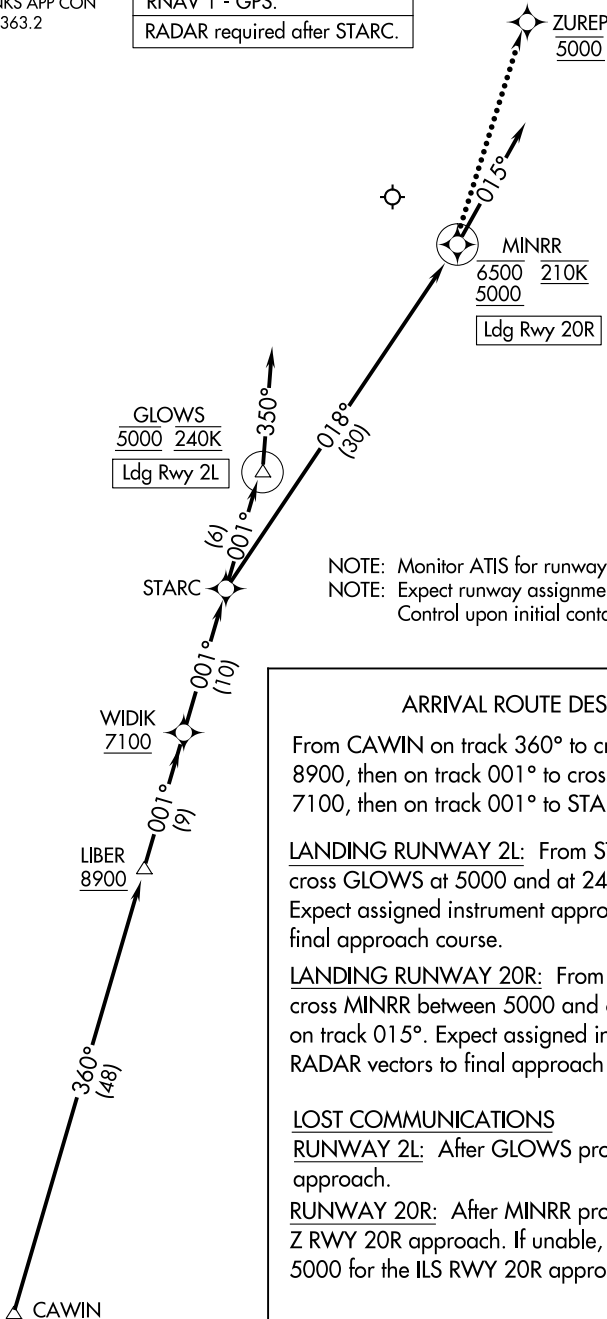 NKS APP CON
363.2
RNAV 1 - GPS.
RADAR required after STARC.
ZUREP
5000
015°
MINRR
6500 210K
5000
Ldg Rwy 20R
018°
(30)
GLOWS
5000 240K
Ldg Rwy 2L
350°
(6)
001°
STARC
NOTE: Monitor ATIS for runway
NOTE: Expect runway assignme
Control upon initial conta
001°
(10)
WIDIK
7100
001°
(9)
LIBER
8900
360°
(48)
CAWIN
ARRIVAL ROUTE DES
From CAWIN on track 360° to cr
8900, then on track 001° to cros
7100, then on track 001° to STA
LANDING RUNWAY 2L: From ST
cross GLOWS at 5000 and at 24
Expect assigned instrument appro
final approach course.
LANDING RUNWAY 20R: From
cross MINRR between 5000 and
on track 015°. Expect assigned in
RADAR vectors to final approach
LOST COMMUNICATIONS
RUNWAY 2L: After GLOWS pro
approach.
RUNWAY 20R: After MINRR pro
Z RWY 20R approach. If unable,
5000 for the ILS RWY 20R appro